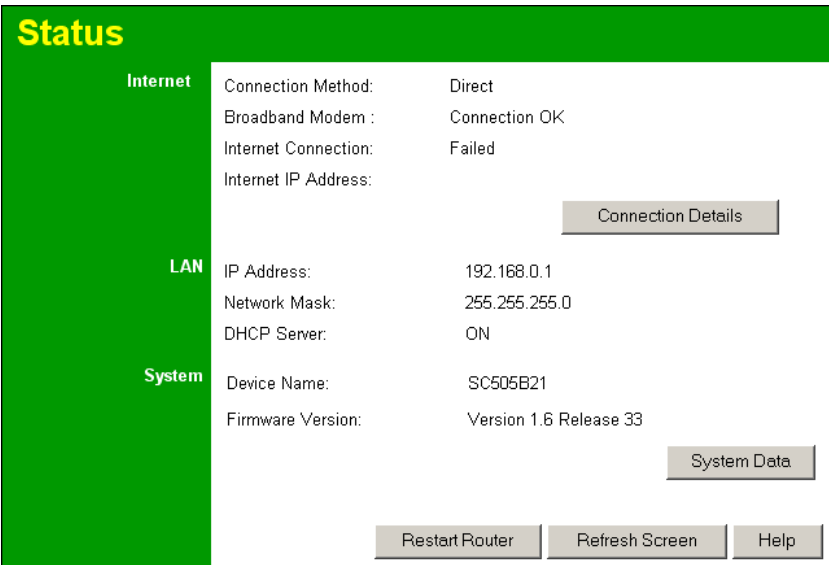 Status
Internet
Connection Method: Direct
Broadband Modem : Connection OK
Internet Connection: Failed
Internet IP Address:
Connection Details
LAN
IP Address: 192.168.0.1
Network Mask: 255.255.255.0
DHCP Server: ON
System
Device Name: SC505B21
Firmware Version: Version 1.6 Release 33
System Data
Restart Router Refresh Screen Help